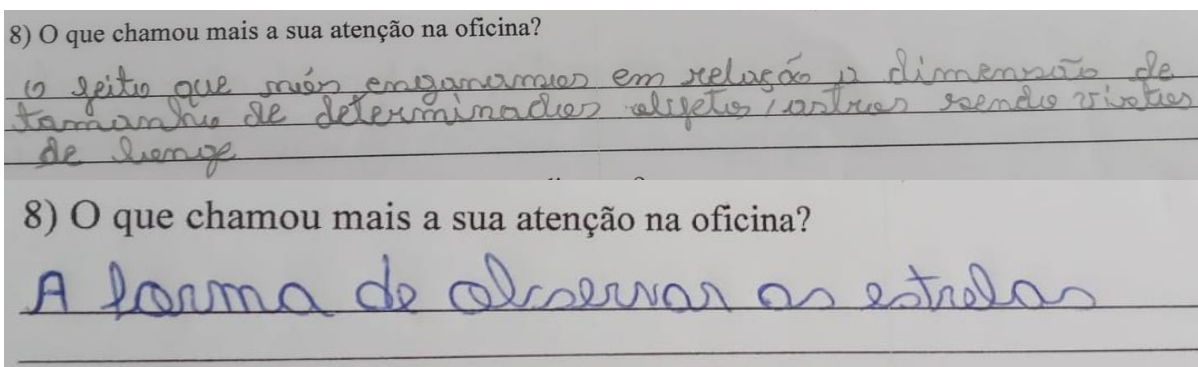 8) O que chamou mais a sua atenção na oficina?
o jeito que nós enganarmos em relação a dimensão de
tamanho de determinados objetos / astros sendo vistos
de longe
8) O que chamou mais a sua atenção na oficina?
A forma de observar as estrelas